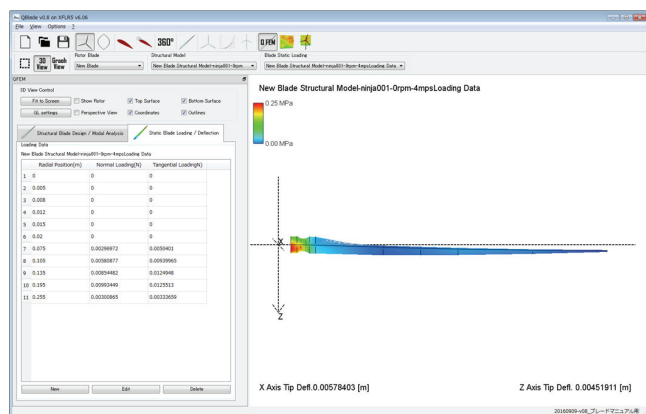 QBlade v0.8 on XFLR5 v6.06
File View Options ?
360° QFEM
Rotor Blade Structural Model Blade Static Loading
3D View Graph View New Blade New Blade Structural Model-ninja001-0rpm New Blade Structural Model-ninja001-0rpm-4mpsLoading Data
QFEM
3D View Control
Fit to Screen Show Rotor Top Surface Bottom Surface
GL settings Perspective View Coordinates Outlines
Structural Blade Design / Modal Analysis Static Blade Loading / Deflection
Loading Data
New Blade Structural Model-ninja001-0rpm-4mpsLoading Data
Radial Position(m) Normal Loading(N) Tangential Loading(N)
1 0 0 0
2 0.005 0 0
3 0.008 0 0
4 0.012 0 0
5 0.015 0 0
6 0.02 0 0
7 0.075 0.00298972 0.0050401
8 0.105 0.00580877 0.00939965
9 0.135 0.00854482 0.0124948
10 0.195 0.00993449 0.0125513
11 0.255 0.00300865 0.00333659
New Edit Delete
New Blade Structural Model-ninja001-0rpm-4mpsLoading Data
0.25 MPa
0.00 MPa
X
Z
X Axis Tip Defl.0.00578403 [m] Z Axis Tip Defl. 0.00451911 [m]
20160909-v08_ブレードマニュアル用